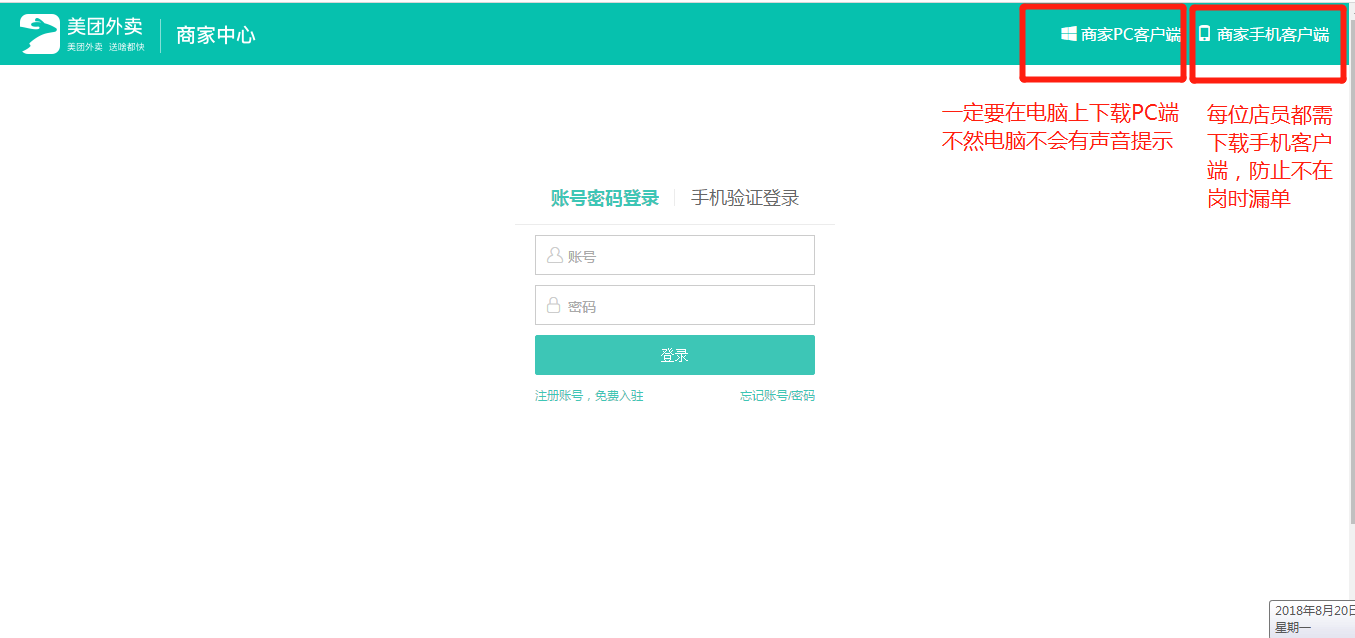 美团外卖
美团外卖 送啥都快
商家中心
商家PC客户端
商家手机客户端
一定要在电脑上下载PC端
不然电脑不会有声音提示
每位店员都需
下载手机客户
端，防止不在
岗时漏单
账号密码登录
手机验证登录
账号
密码
登录
注册账号，免费入驻
忘记账号/密码
2018年8月20日
星期一